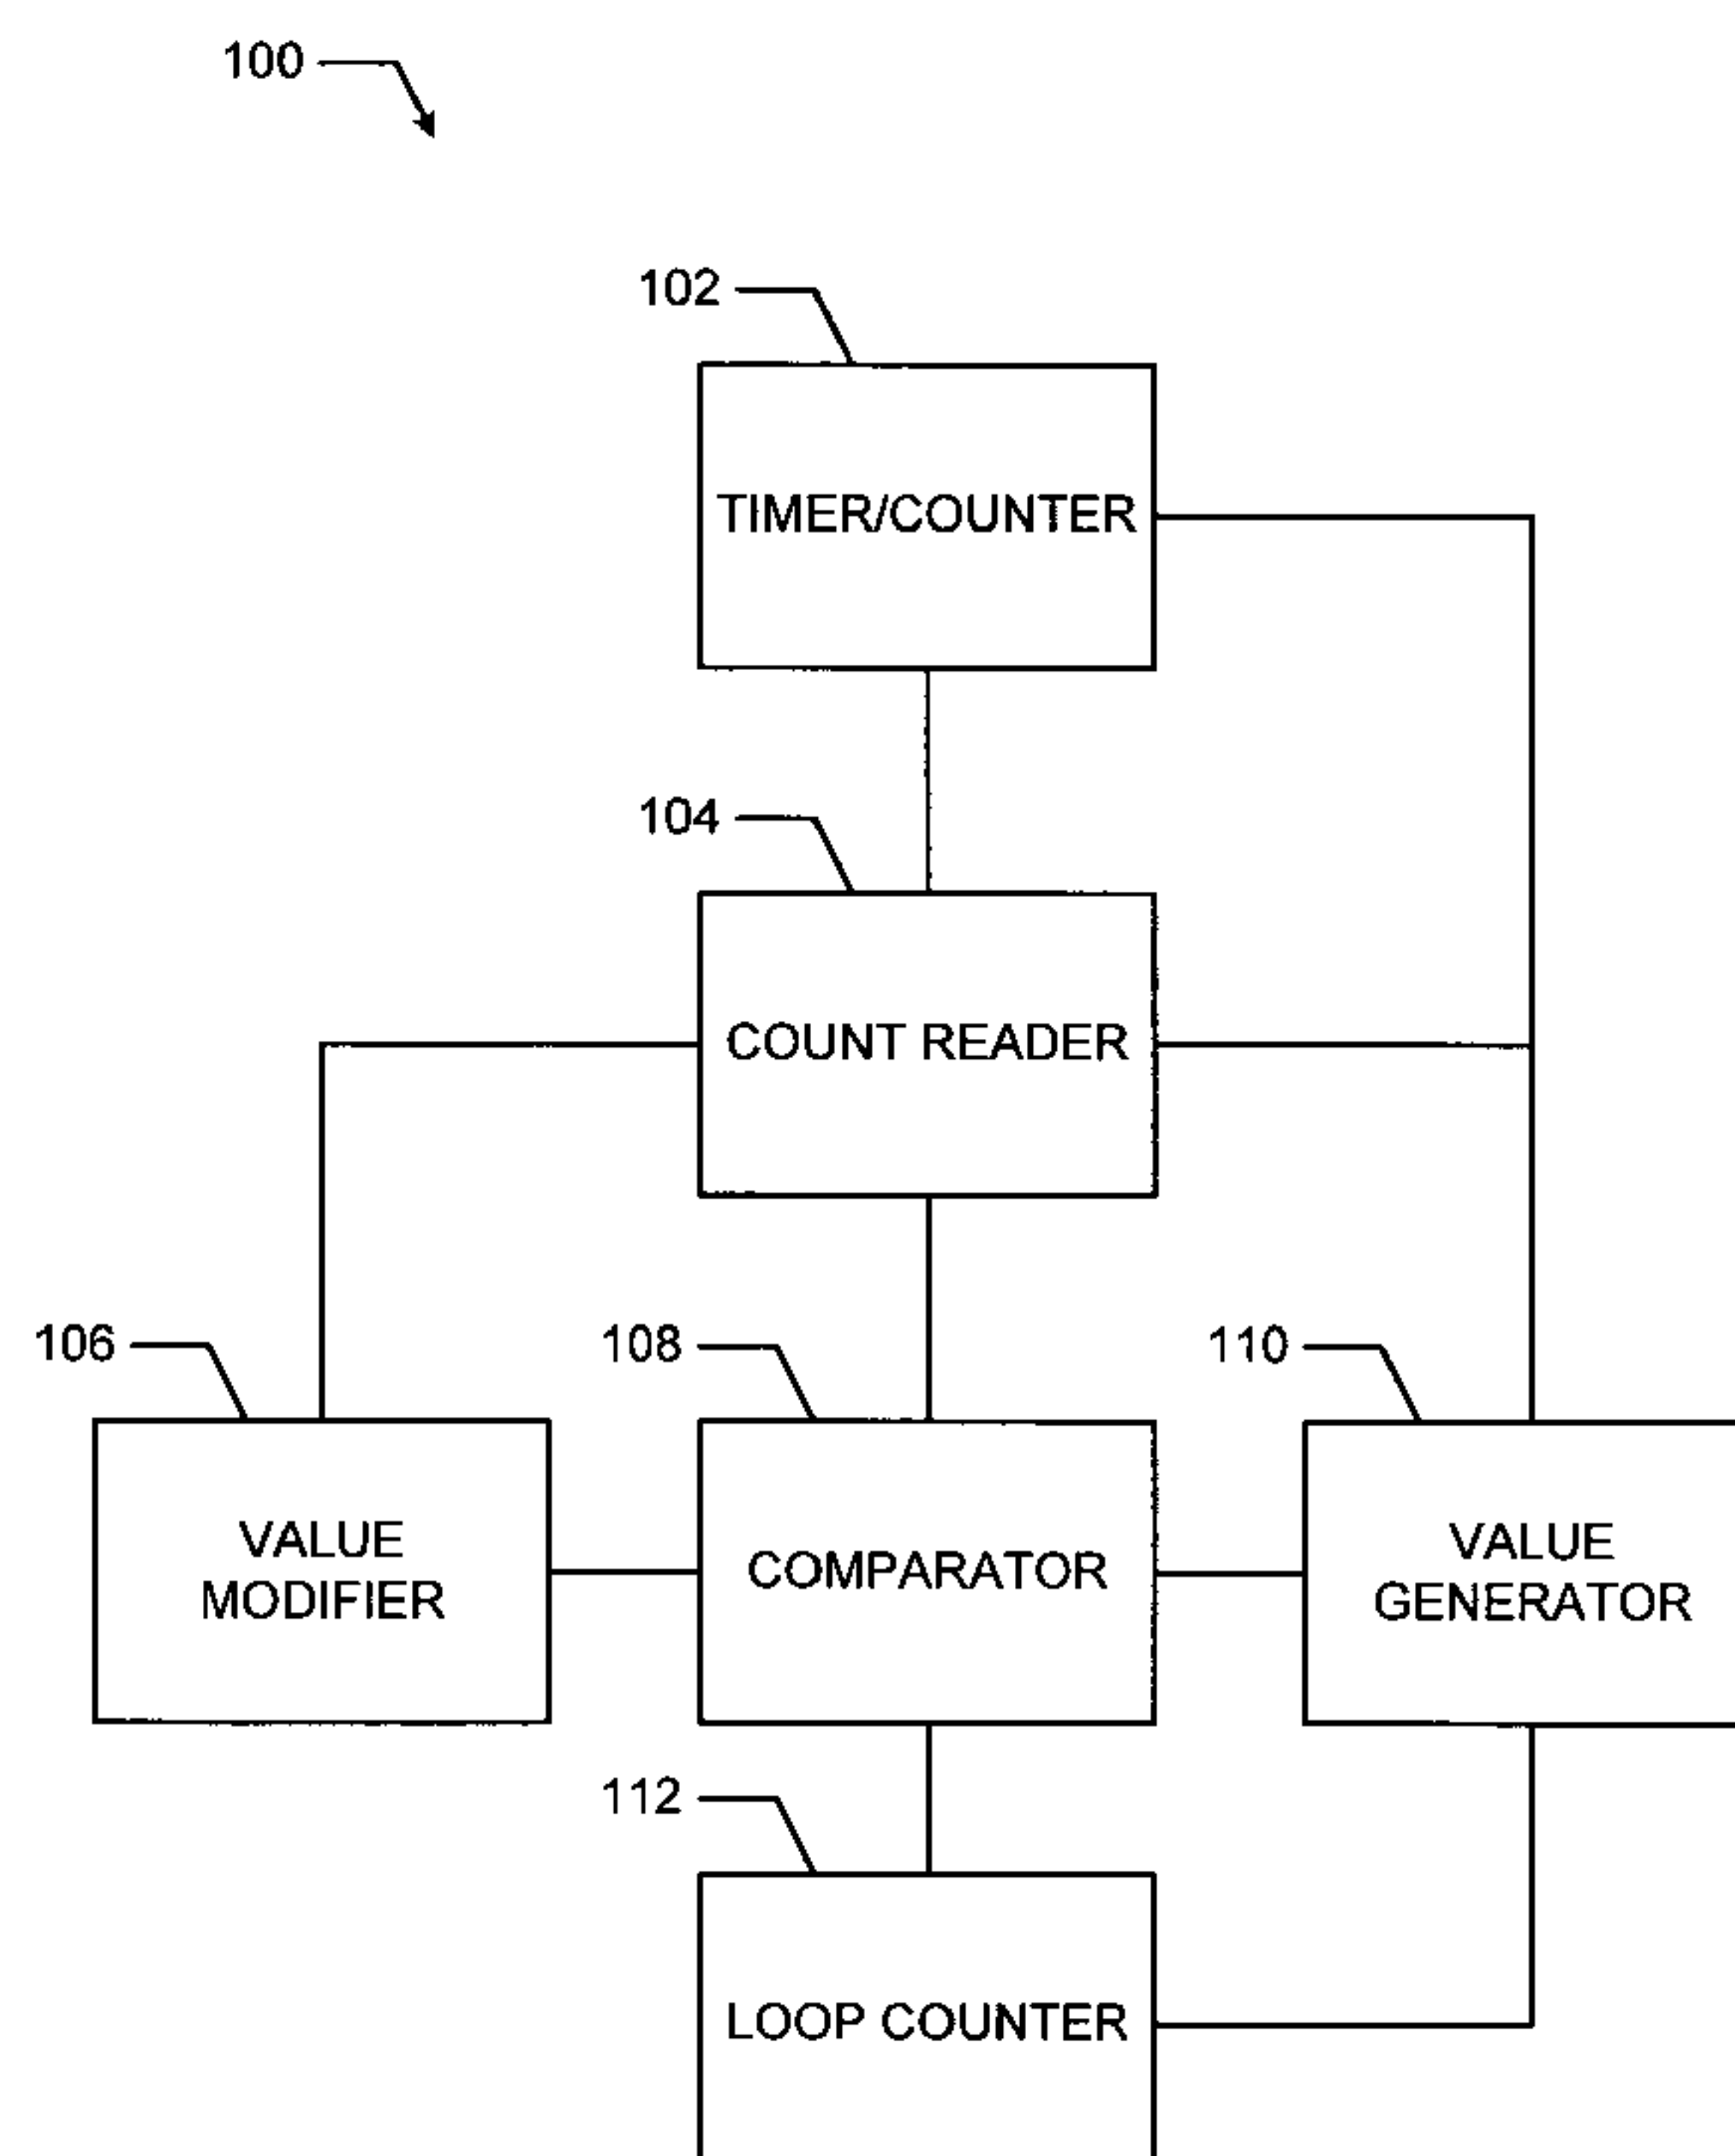 100
102
TIMER/COUNTER
104
COUNT READER
106
108
110
VALUE
MODIFIER
COMPARATOR
VALUE
GENERATOR
112
LOOP COUNTER